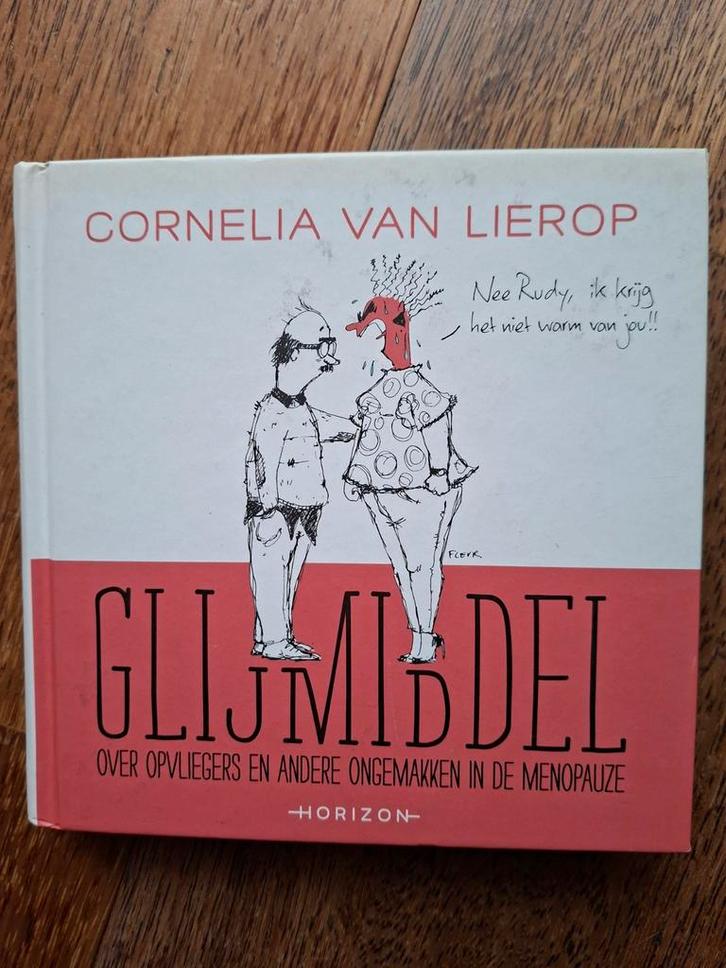 CORNELIA VAN LIEROP
Nee Rudy, ik krijg
het niet warm van jou!!
FLEUR
GLIJMIDDEL
OVER OPVLIEGERS EN ANDERE ONGEMAKKEN IN DE MENOPAUZE
HORIZON